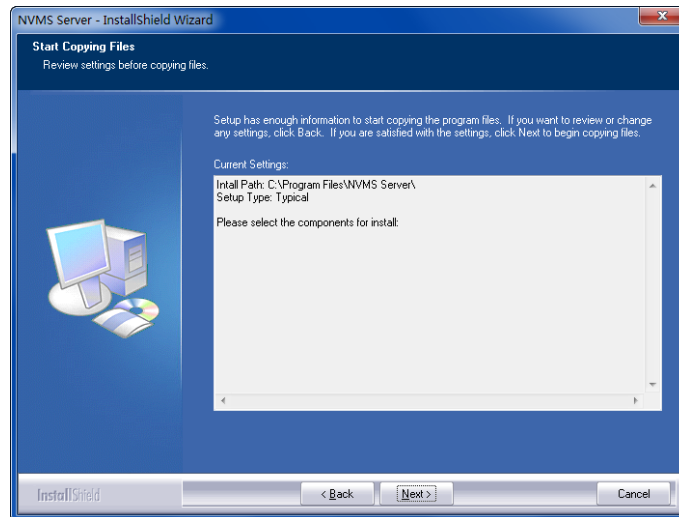 NVMS Server - InstallShield Wizard
Start Copying Files
Review settings before copying files.
Setup has enough information to start copying the program files. If you want to review or change
any settings, click Back. If you are satisfied with the settings, click Next to begin copying files.
Current Settings:
Intall Path: C:\Program Files\NVMS Server\
Setup Type: Typical
Please select the components for install:
InstallShield
< Back
Next >
Cancel